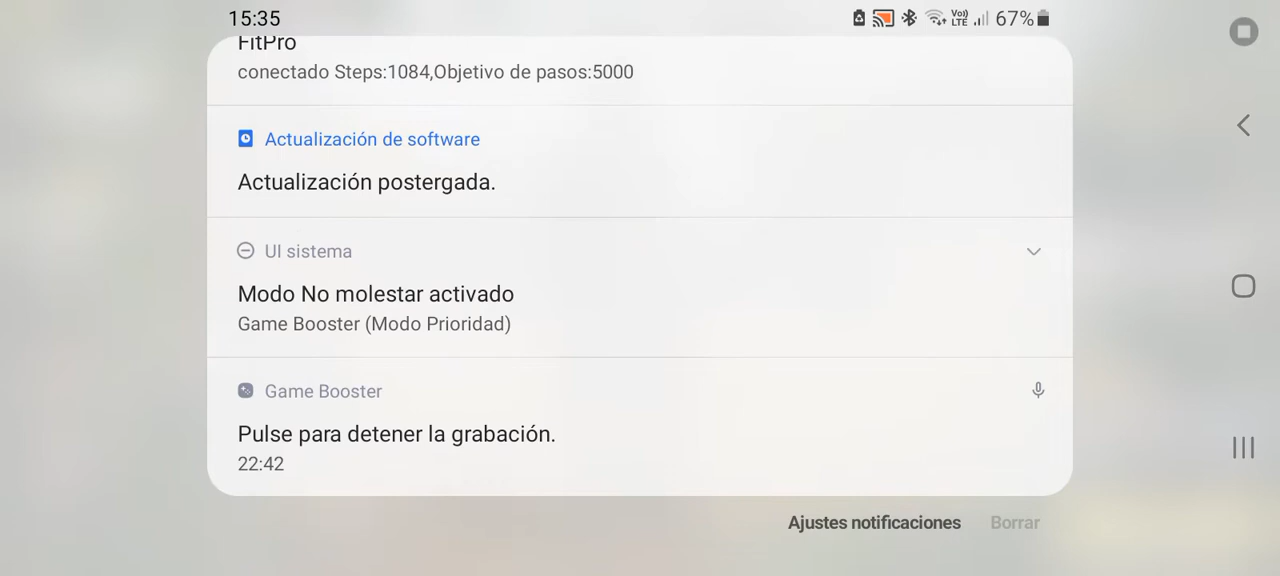 15:35
Vo)) LTE 67%
FitPro
conectado Steps:1084,Objetivo de pasos:5000
Actualización de software
Actualización postergada.
UI sistema
Modo No molestar activado
Game Booster (Modo Prioridad)
Game Booster
Pulse para detener la grabación.
22:42
Ajustes notificaciones Borrar